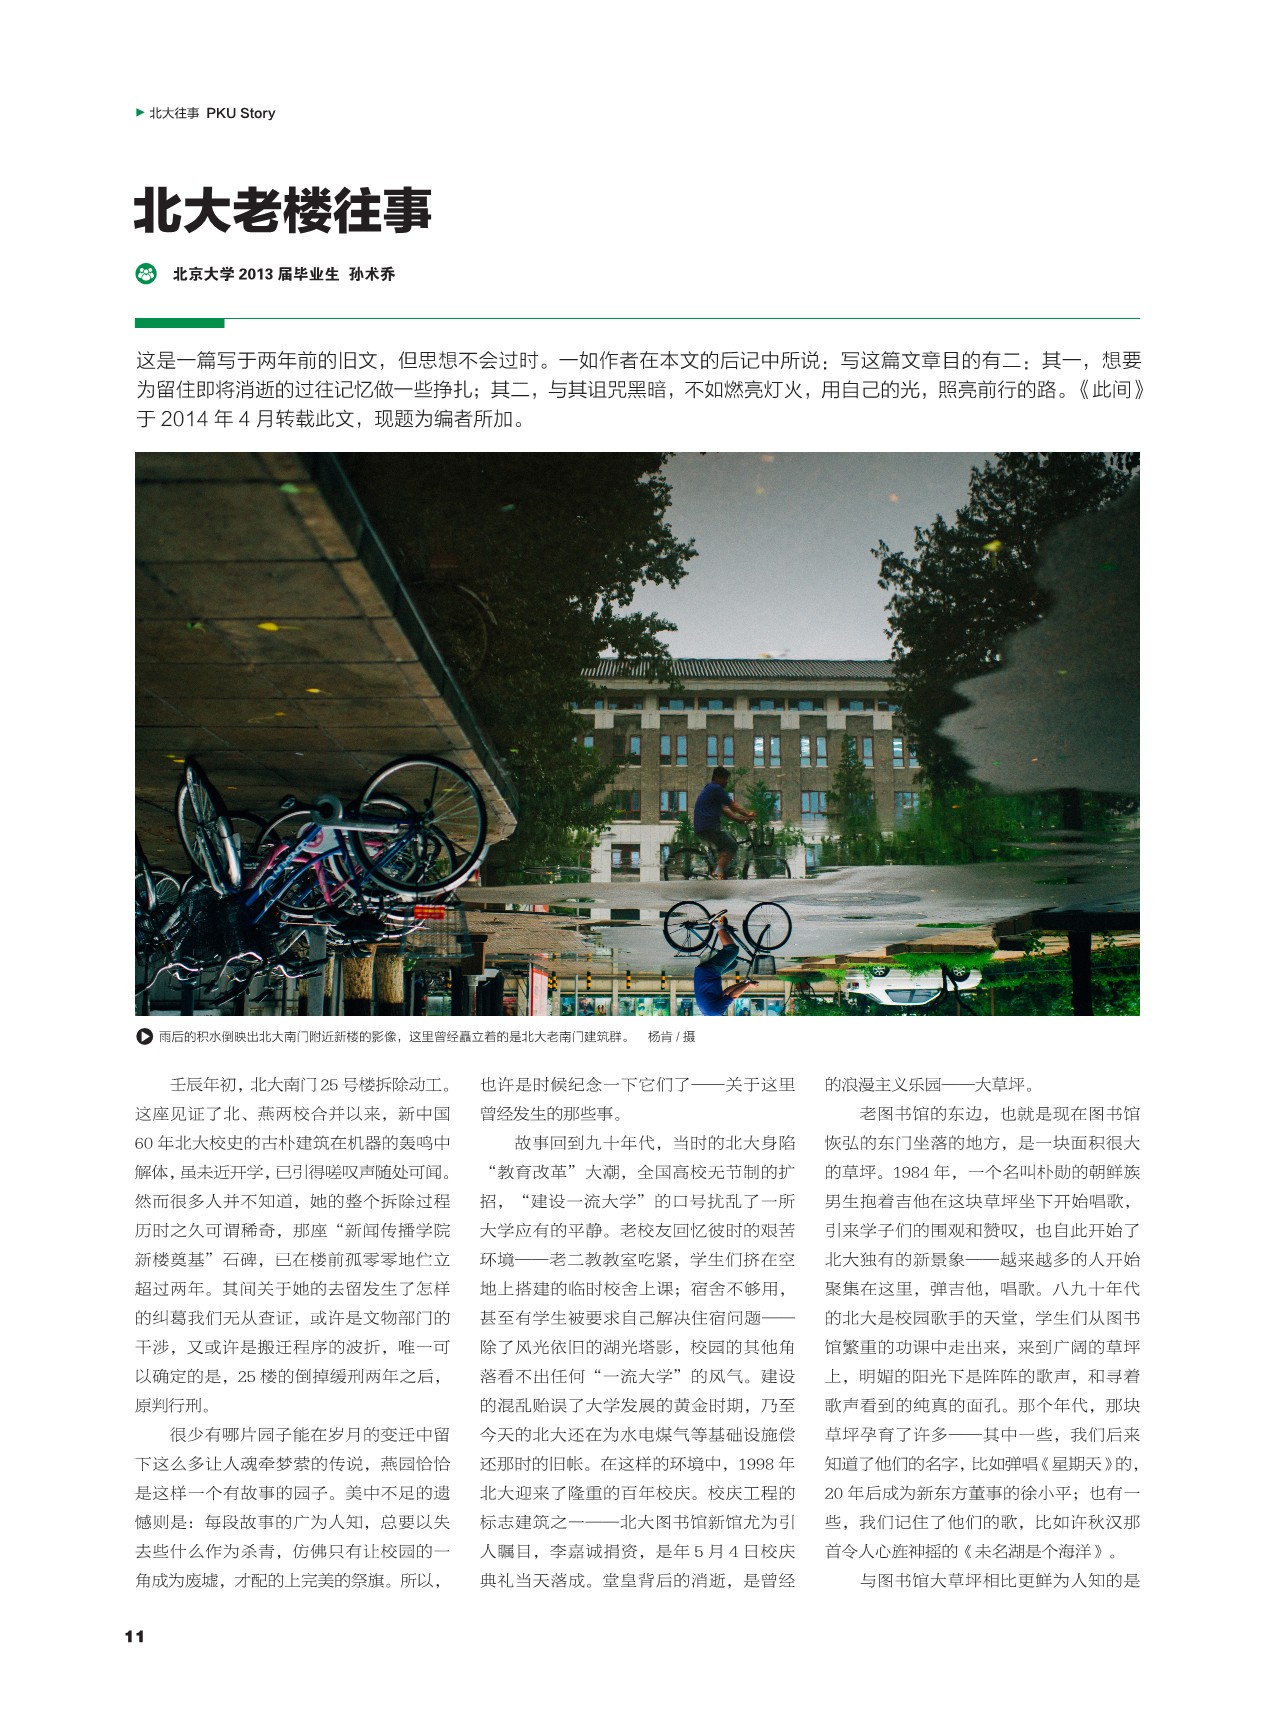 北大往事 PKU Story
北大老楼往事
北京大学 2013 届毕业生 孙术乔
这是一篇写于两年前的旧文，但思想不会过时。一如作者在本文的后记中所说：写这篇文章目的有二：其一，想要
为留住即将消逝的过往记忆做一些挣扎；其二，与其诅咒黑暗，不如燃亮灯火，用自己的光，照亮前行的路。《此间》
于 2014 年 4 月转载此文，现题为编者所加。
雨后的积水倒映出北大南门附近新楼的影像，这里曾经矗立着的是北大老南门建筑群。 杨肯 / 摄
壬辰年初，北大南门 25 号楼拆除动工。
这座见证了北、燕两校合并以来，新中国
60 年北大校史的古朴建筑在机器的轰鸣中
解体，虽未近开学，已引得嗟叹声随处可闻。
然而很多人并不知道，她的整个拆除过程
历时之久可谓稀奇，那座“新闻传播学院
新楼奠基”石碑，已在楼前孤零零地伫立
超过两年。其间关于她的去留发生了怎样
的纠葛我们无从查证，或许是文物部门的
干涉，又或许是搬迁程序的波折，唯一可
以确定的是，25 楼的倒掉缓刑两年之后，
原判行刑。
很少有哪片园子能在岁月的变迁中留
下这么多让人魂牵梦萦的传说，燕园恰恰
是这样一个有故事的园子。美中不足的遗
憾则是：每段故事的广为人知，总要以失
去些什么作为杀青，仿佛只有让校园的一
角成为废墟，才配的上完美的祭旗。所以，
也许是时候纪念一下它们了——关于这里
曾经发生的那些事。
故事回到九十年代，当时的北大身陷
“教育改革”大潮，全国高校无节制的扩
招，“建设一流大学”的口号扰乱了一所
大学应有的平静。老校友回忆彼时的艰苦
环境——老二教教室吃紧，学生们挤在空
地上搭建的临时校舍上课；宿舍不够用，
甚至有学生被要求自己解决住宿问题——
除了风光依旧的湖光塔影，校园的其他角
落看不出任何“一流大学”的风气。建设
的混乱贻误了大学发展的黄金时期，乃至
今天的北大还在为水电煤气等基础设施偿
还那时的旧帐。在这样的环境中，1998 年
北大迎来了隆重的百年校庆。校庆工程的
标志建筑之一——北大图书馆新馆尤为引
人瞩目，李嘉诚捐资，是年 5 月 4 日校庆
典礼当天落成。堂皇背后的消逝，是曾经
的浪漫主义乐园——大草坪。
老图书馆的东边，也就是现在图书馆
恢弘的东门坐落的地方，是一块面积很大
的草坪。1984 年，一个名叫朴勋的朝鲜族
男生抱着吉他在这块草坪坐下开始唱歌，
引来学子们的围观和赞叹，也自此开始了
北大独有的新景象——越来越多的人开始
聚集在这里，弹吉他，唱歌。八九十年代
的北大是校园歌手的天堂，学生们从图书
馆繁重的功课中走出来，来到广阔的草坪
上，明媚的阳光下是阵阵的歌声，和寻着
歌声看到的纯真的面孔。那个年代，那块
草坪孕育了许多——其中一些，我们后来
知道了他们的名字，比如弹唱《星期天》的，
20 年后成为新东方董事的徐小平；也有一
些，我们记住了他们的歌，比如许秋汉那
首令人心旌神摇的《未名湖是个海洋》。
与图书馆大草坪相比更鲜为人知的是
11